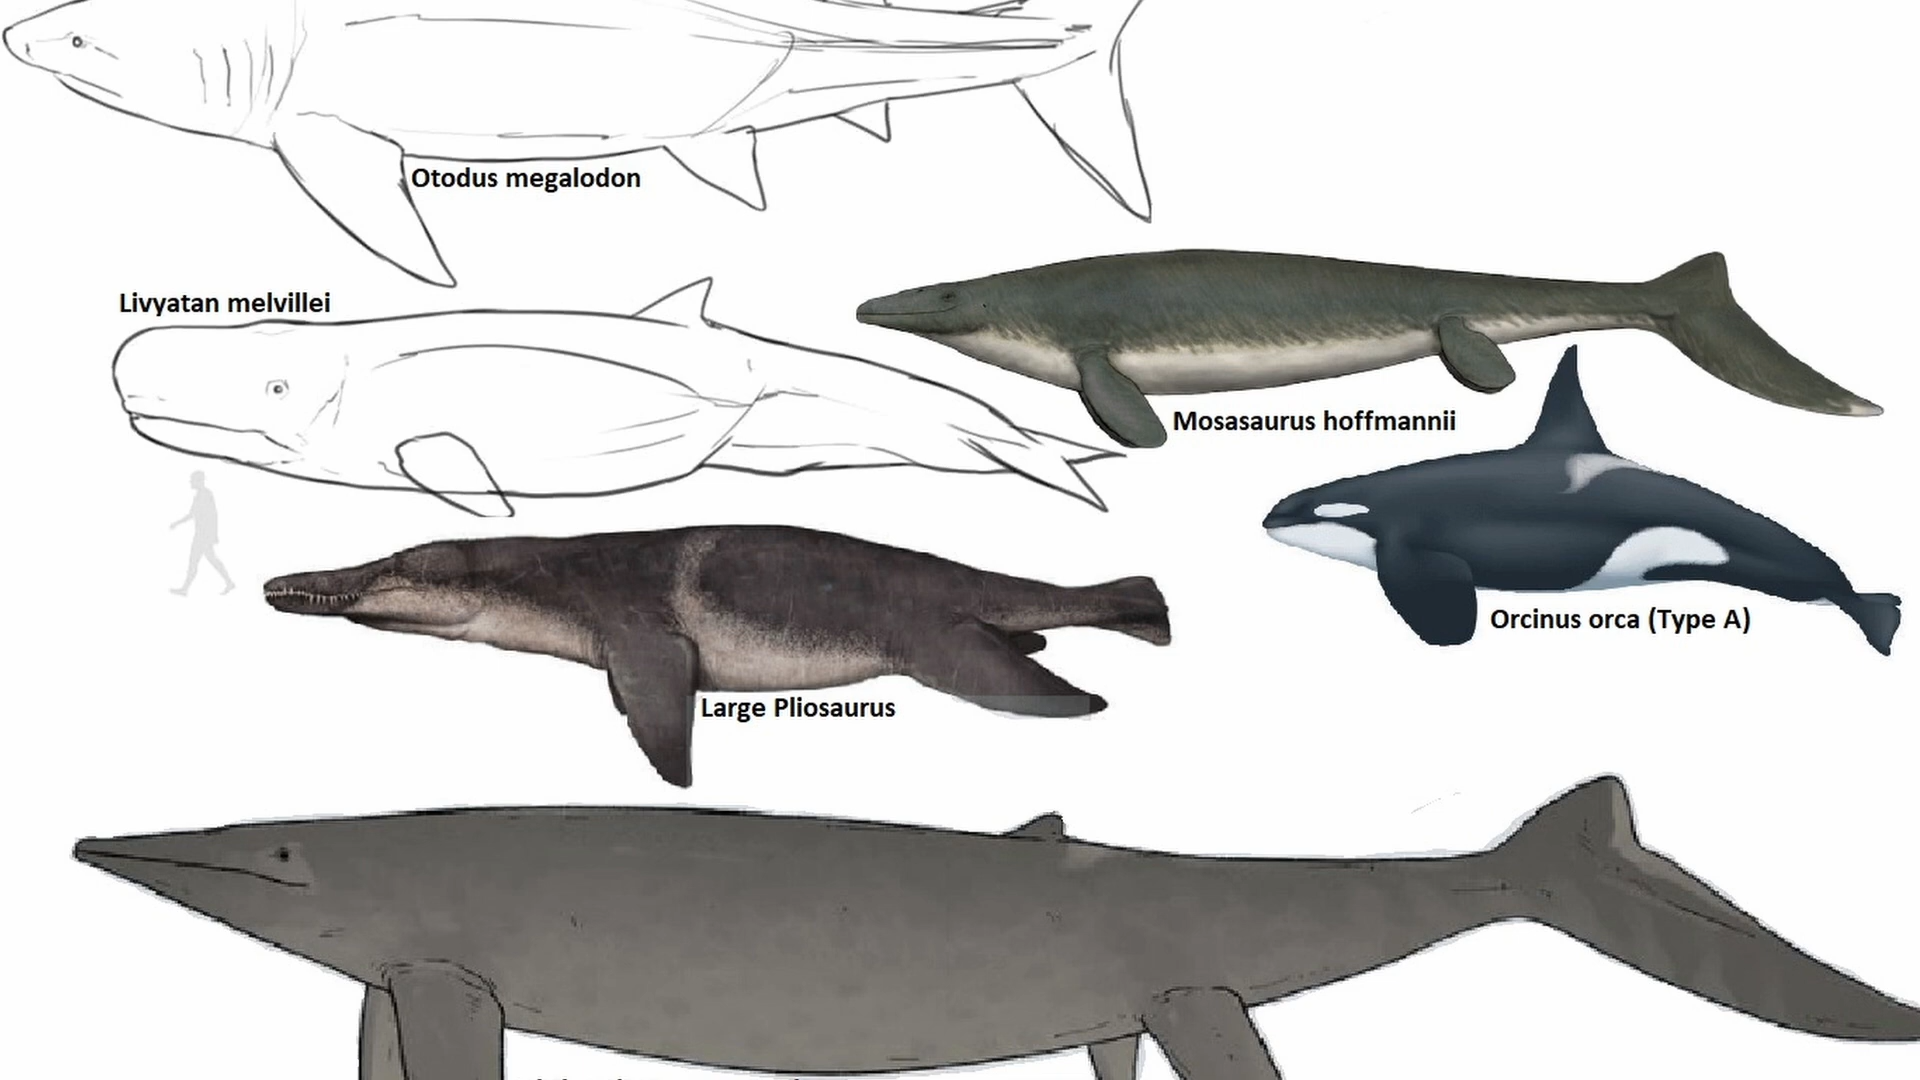 Otodus megalodon
Livyatan melvillei
Mosasaurus hoffmannii
Orcinus orca (Type A)
Large Pliosaurus